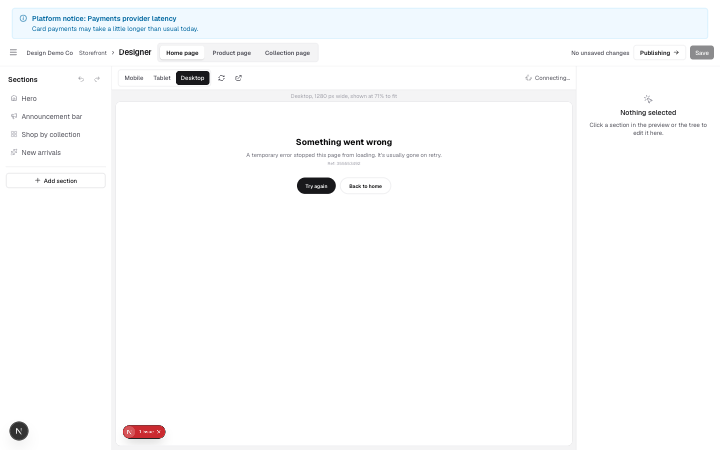 Platform notice: Payments provider latency
Card payments may take a little longer than usual today.
Design Demo Co Storefront > Designer
Home page Product page Collection page
No unsaved changes Publishing → Save
Sections
Mobile Tablet Desktop
Connecting...
Desktop, 1280 px wide, shown at 71% to fit
Hero
Announcement bar
Shop by collection
New arrivals
+ Add section
Something went wrong
A temporary error stopped this page from loading. It's usually gone on retry.
Try again Back to home
Nothing selected
Click a section in the preview or the tree to
edit it here.
N
N 1 Issue ×